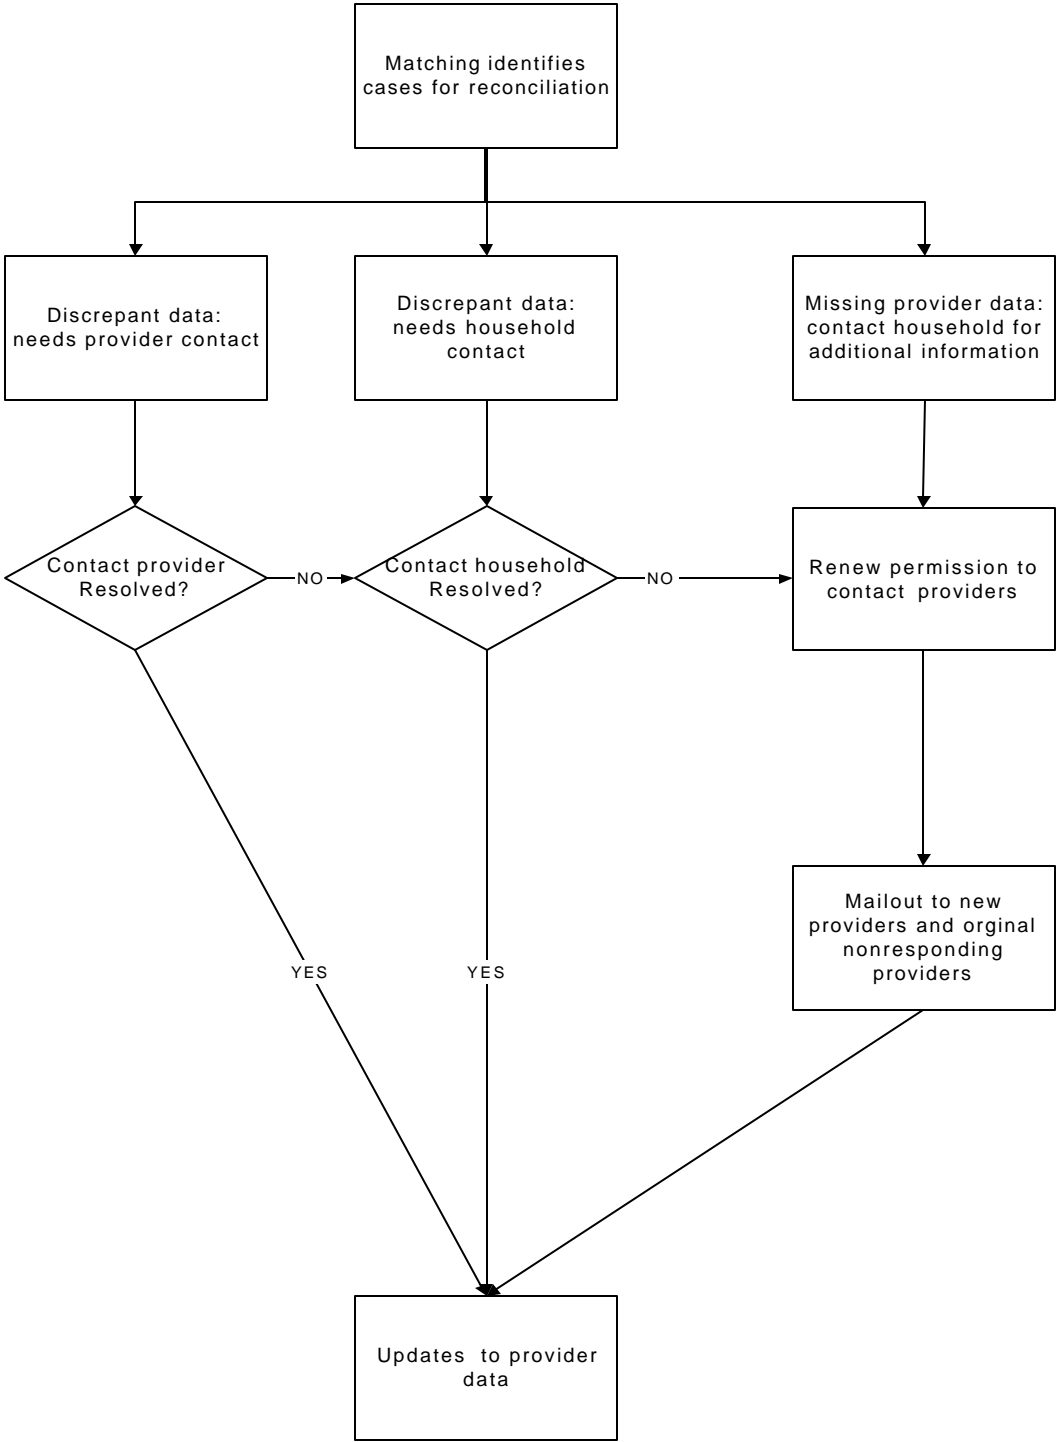 Matching identifies
cases for reconciliation
Discrepant data:
needs provider contact
Discrepant data:
needs household
contact
Missing provider data:
contact household for
additional information
Contact provider
Resolved?
NO
Contact household
Resolved?
NO
Renew permission to
contact providers
Mailout to new
providers and orginal
nonresponding
providers
YES
YES
Updates to provider
data